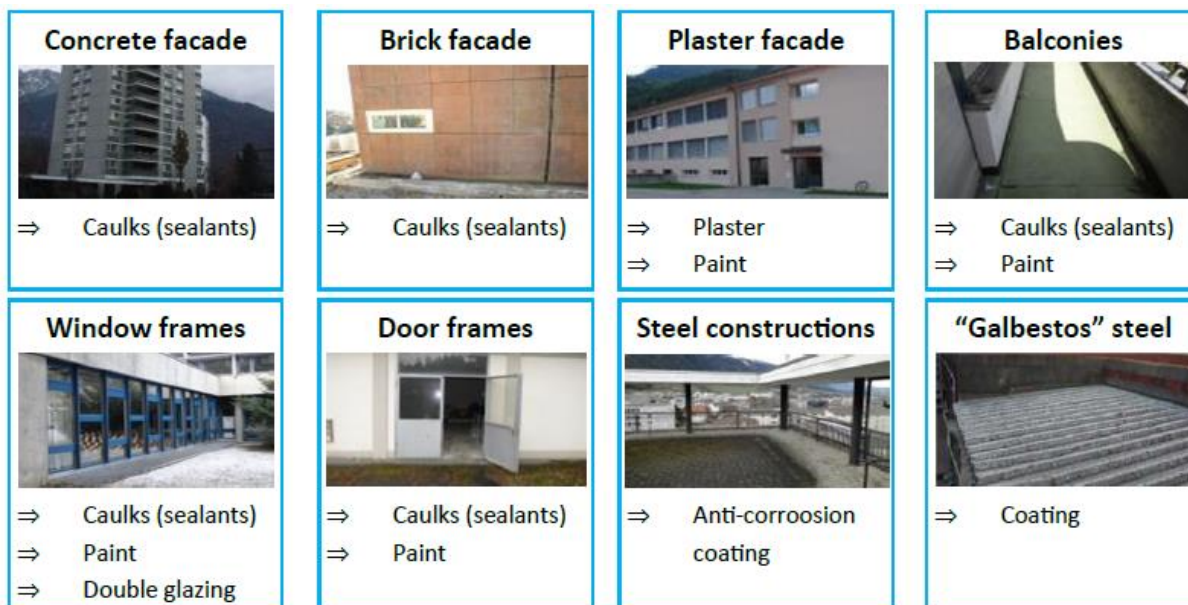 Concrete facade
⇒ Caulks (sealants)
Brick facade
⇒ Caulks (sealants)
Plaster facade
⇒ Plaster
⇒ Paint
Balconies
⇒ Caulks (sealants)
⇒ Paint
Window frames
⇒ Caulks (sealants)
⇒ Paint
⇒ Double glazing
Door frames
⇒ Caulks (sealants)
⇒ Paint
Steel constructions
⇒ Anti-corroosion
coating
“Galbestos” steel
⇒ Coating